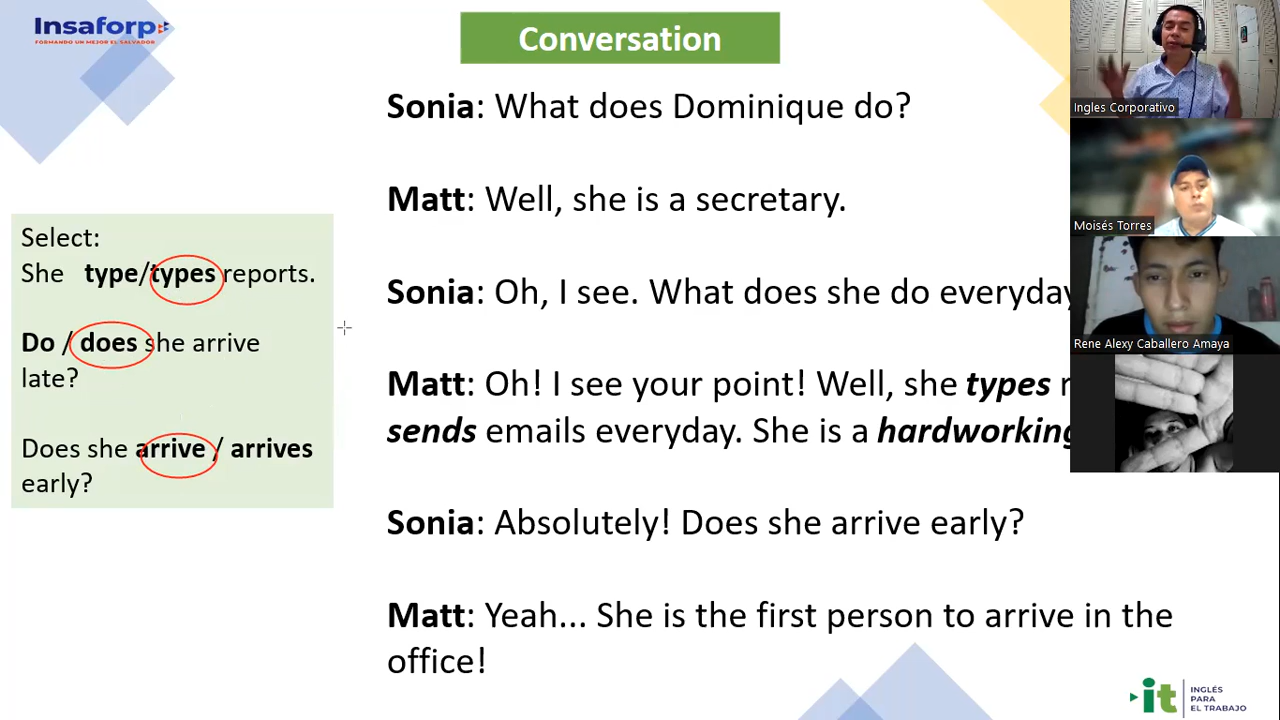 Insaforp
FORMANDO UN MEJOR EL SALVADOR
Conversation
Sonia: What does Dominique do?
Matt: Well, she is a secretary.
Sonia: Oh, I see. What does she do everyday
Matt: Oh! I see your point! Well, she types
sends emails everyday. She is a hardworking
Sonia: Absolutely! Does she arrive early?
Matt: Yeah... She is the first person to arrive in the
office!
Select:
She type/types reports.
Do / does she arrive
late?
Does she arrive / arrives
early?
Ingles Corporativo
Moisés Torres
Rene Alexy Caballero Amaya
it
INGLÉS
PARA
EL TRABAJO